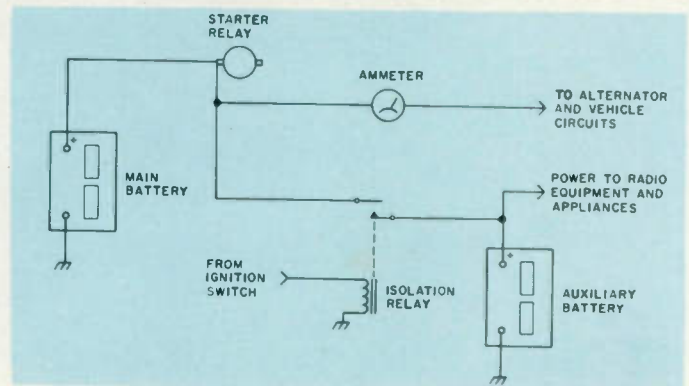 STARTER
RELAY
AMMETER
TO ALTERNATOR
AND VEHICLE
CIRCUITS
+
MAIN
BATTERY
POWER TO RADIO
EQUIPMENT AND
APPLIANCES
FROM
IGNITION
SWITCH
ISOLATION
RELAY
+
AUXILIARY
BATTERY